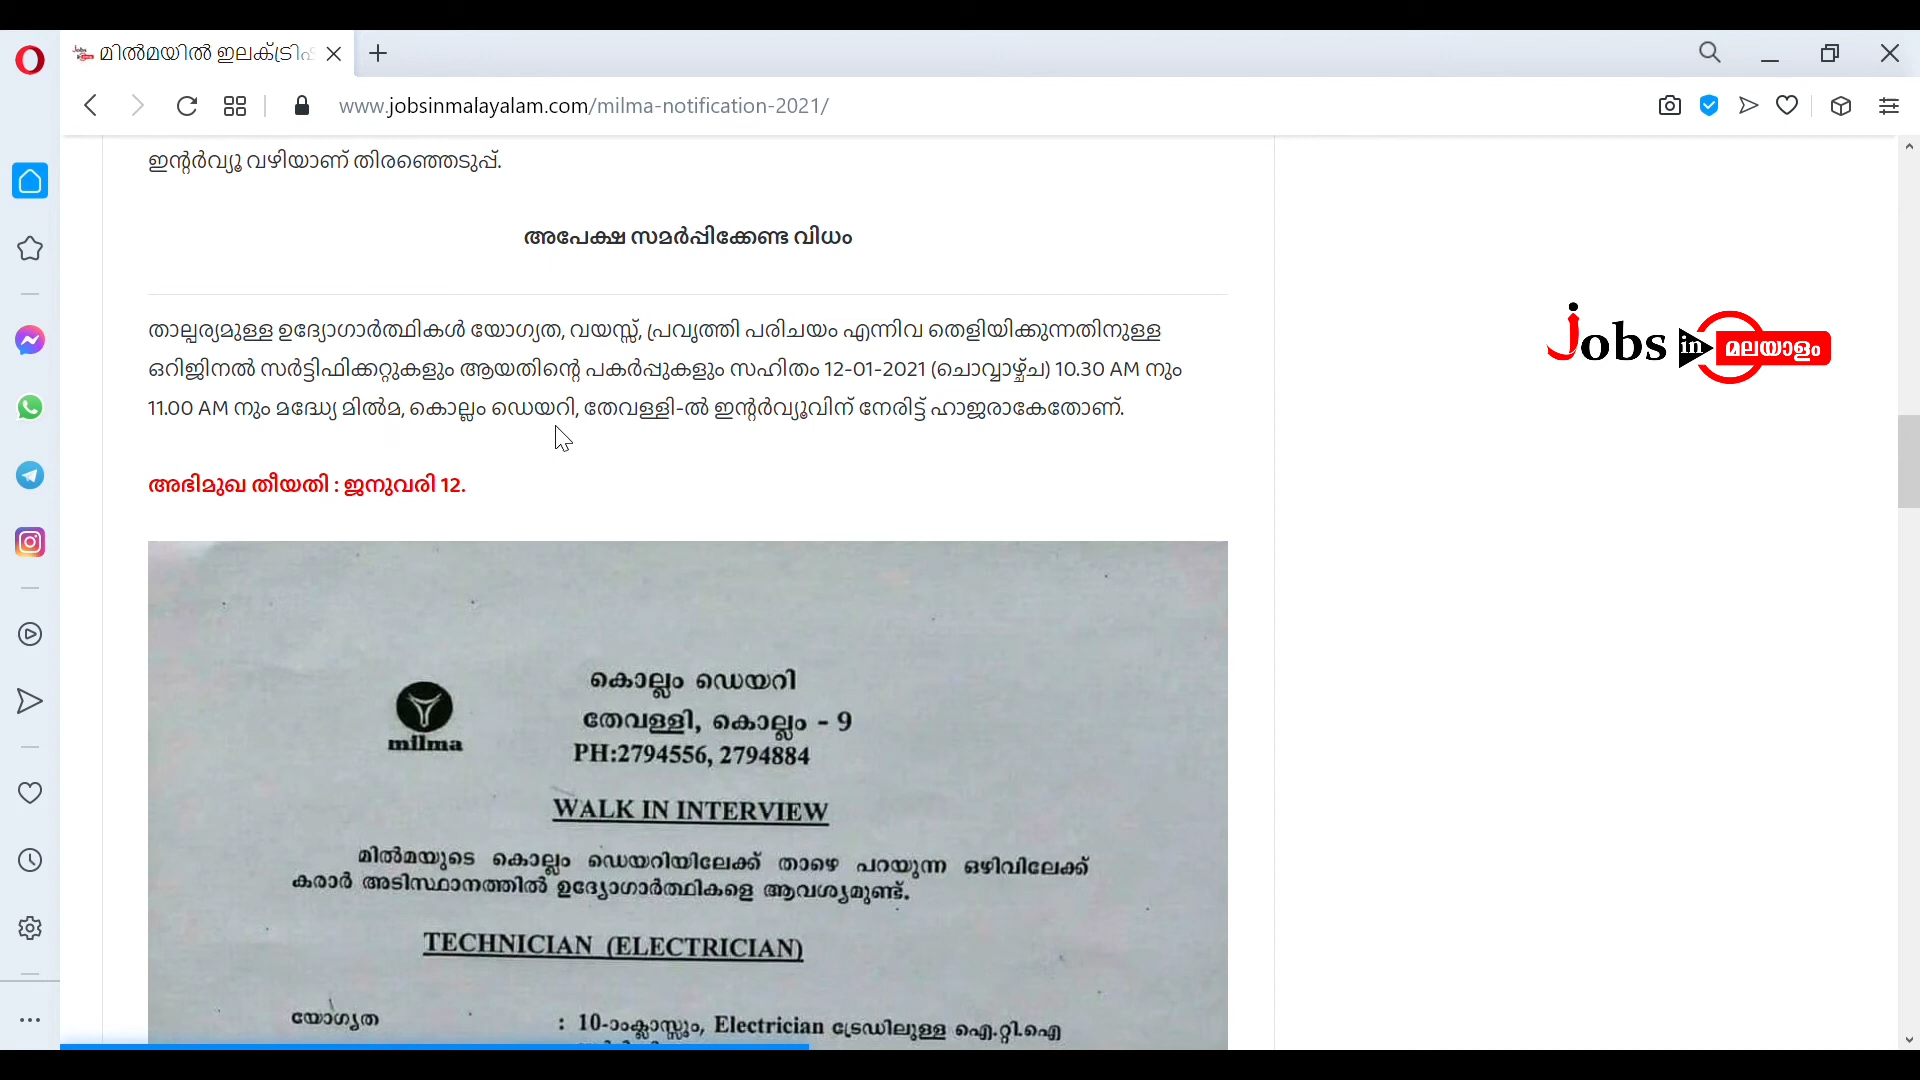 മിൽമയിൽ ഇലക്ട്രിഷ
www.jobsinmalayalam.com/milma-notification-2021/
ഇന്റർവ്യൂ വഴിയാണ് തിരഞ്ഞെടുപ്പ്.
അപേക്ഷ സമർപ്പിക്കേണ്ട വിധം
താല്പര്യമുള്ള ഉദ്യോഗാർത്ഥികൾ യോഗ്യത, വയസ്സ്, പ്രവൃത്തി പരിചയം എന്നിവ തെളിയിക്കുന്നതിനുള്ള
ഒറിജിനൽ സർട്ടിഫിക്കറ്റുകളും ആയതിന്റെ പകർപ്പുകളും സഹിതം 12-01-2021 (ചൊവ്വാഴ്ച്ച) 10.30 AM നും
11.00 AM നും മദ്ധ്യേ മിൽമ, കൊല്ലം ഡെയറി, തേവള്ളി-ൽ ഇന്റർവ്യൂവിന് നേരിട്ട് ഹാജരാകേതോണ്.
അഭിമുഖ തീയതി : ജനുവരി 12.
Jobs in മലയാളം
കൊല്ലം ഡെയറി
തേവള്ളി, കൊല്ലം - 9
milma
PH:2794556, 2794884
WALK IN INTERVIEW
മിൽമയുടെ കൊല്ലം ഡെയറിയിലേക്ക് താഴെ പറയുന്ന ഒഴിവിലേക്ക്
കരാർ അടിസ്ഥാനത്തിൽ ഉദ്യോഗാർത്ഥികളെ ആവശ്യമുണ്ട്.
TECHNICIAN (ELECTRICIAN)
യോഗ്യത : 10-ാംക്ലാസ്സും, Electrician ട്രേഡിലുള്ള ഐ.റ്റി.ഐ